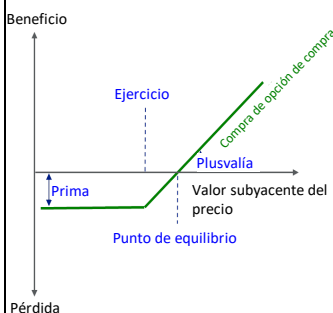 Beneficio
Compra de opción de compra
Ejercicio
Plusvalía
Prima
Valor subyacente del
precio
Punto de equilibrio
Pérdida